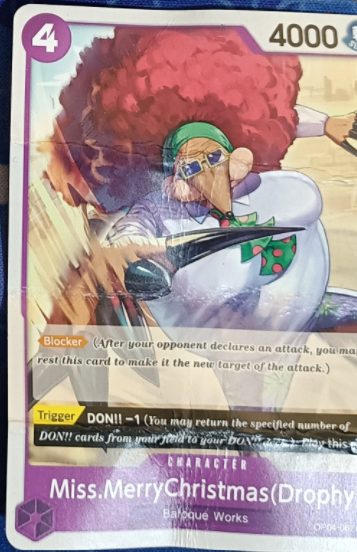 4
4000
Blocker (After your opponent declares an attack, you
rest this card to make it the new target of the attack.)
Trigger DON!! −1 (You may return the specified number of
DON!! cards from your field to your DON!! Play this
CHARACTER
Miss.MerryChristmas(Drophy
Baroque Works